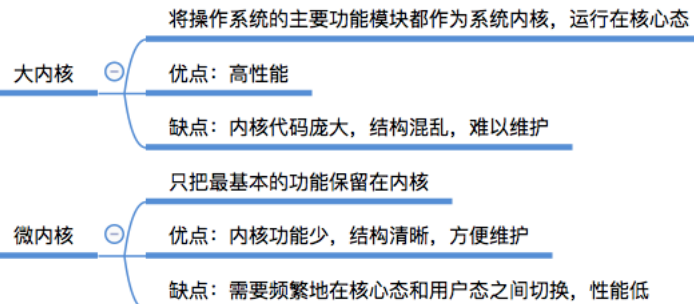 将操作系统的主要功能模块都作为系统内核，运行在核心态
大内核
优点：高性能
缺点：内核代码庞大，结构混乱，难以维护
只把最基本的功能保留在内核
微内核
优点：内核功能少，结构清晰，方便维护
缺点：需要频繁地在核心态和用户态之间切换，性能低